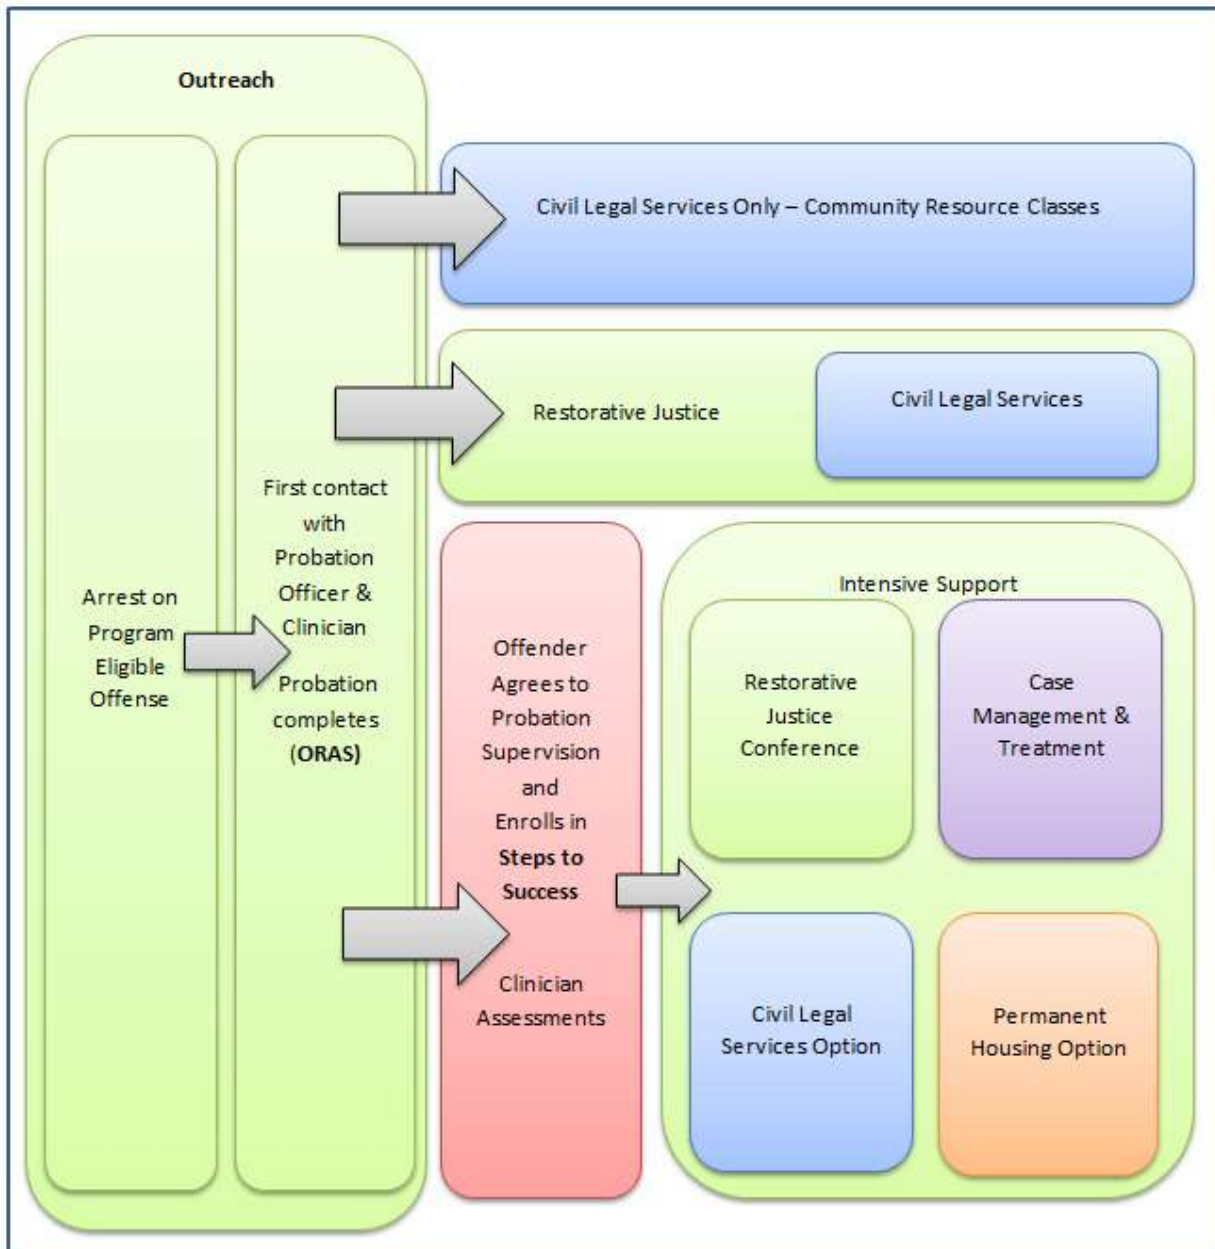 Outreach
Arrest on
Program
Eligible
Offense
First contact
with
Probation
Officer &
Clinician
Probation
completes
(ORAS)
Civil Legal Services Only – Community Resource Classes
Restorative Justice
Civil Legal Services
Offender
Agrees to
Probation
Supervision
and
Enrolls in
Steps to
Success
Clinician
Assessments
Intensive Support
Restorative
Justice
Conference
Case
Management &
Treatment
Civil Legal
Services Option
Permanent
Housing Option